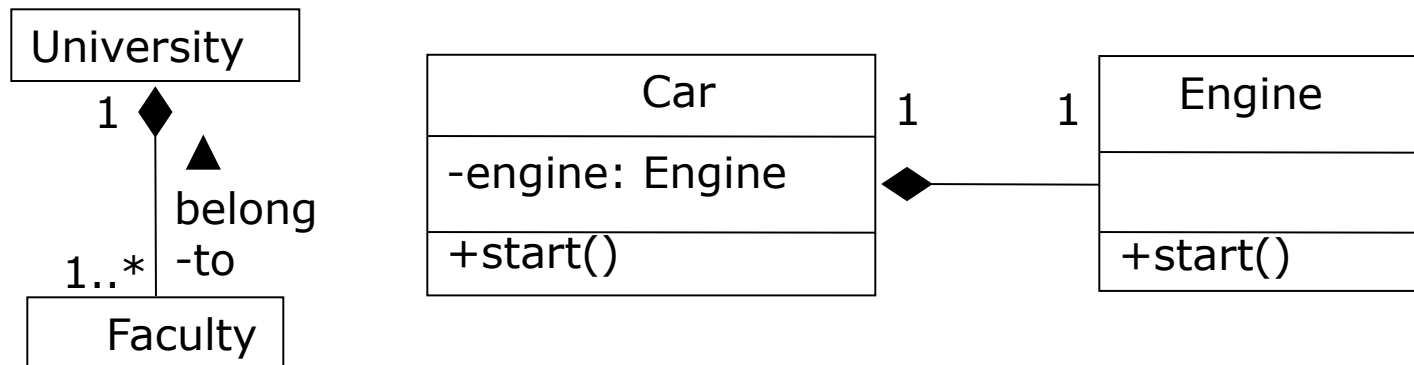 University
1
▲
belong
-to
1..*
Faculty
Car
-engine: Engine
+start()
1
1
Engine
+start()